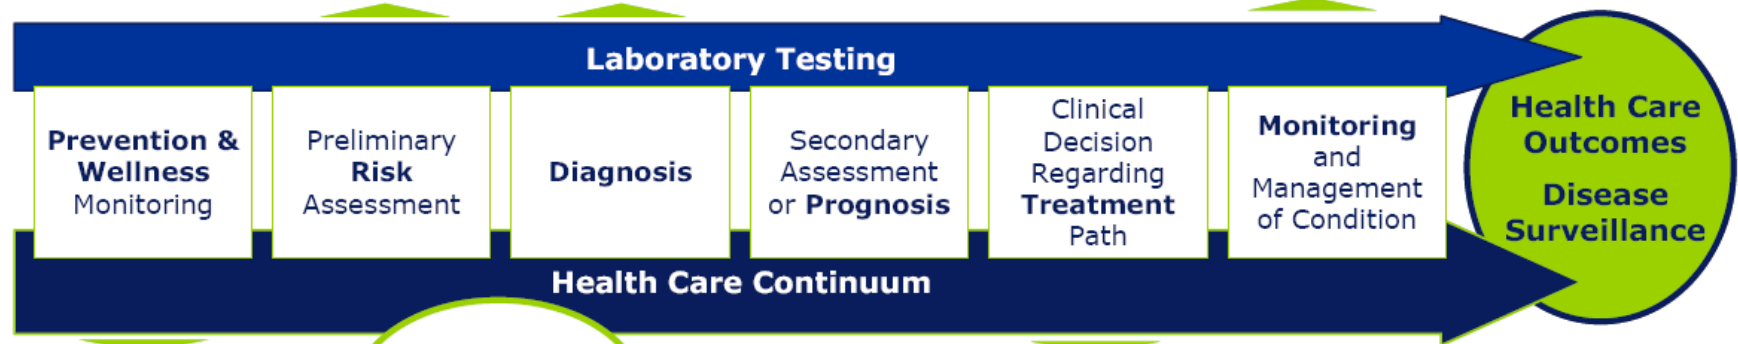 Laboratory Testing
Prevention &
Wellness
Monitoring
Preliminary
Risk
Assessment
Diagnosis
Secondary
Assessment
or Prognosis
Clinical
Decision
Regarding
Treatment
Path
Monitoring
and
Management
of Condition
Health Care
Outcomes
Disease
Surveillance
Health Care Continuum